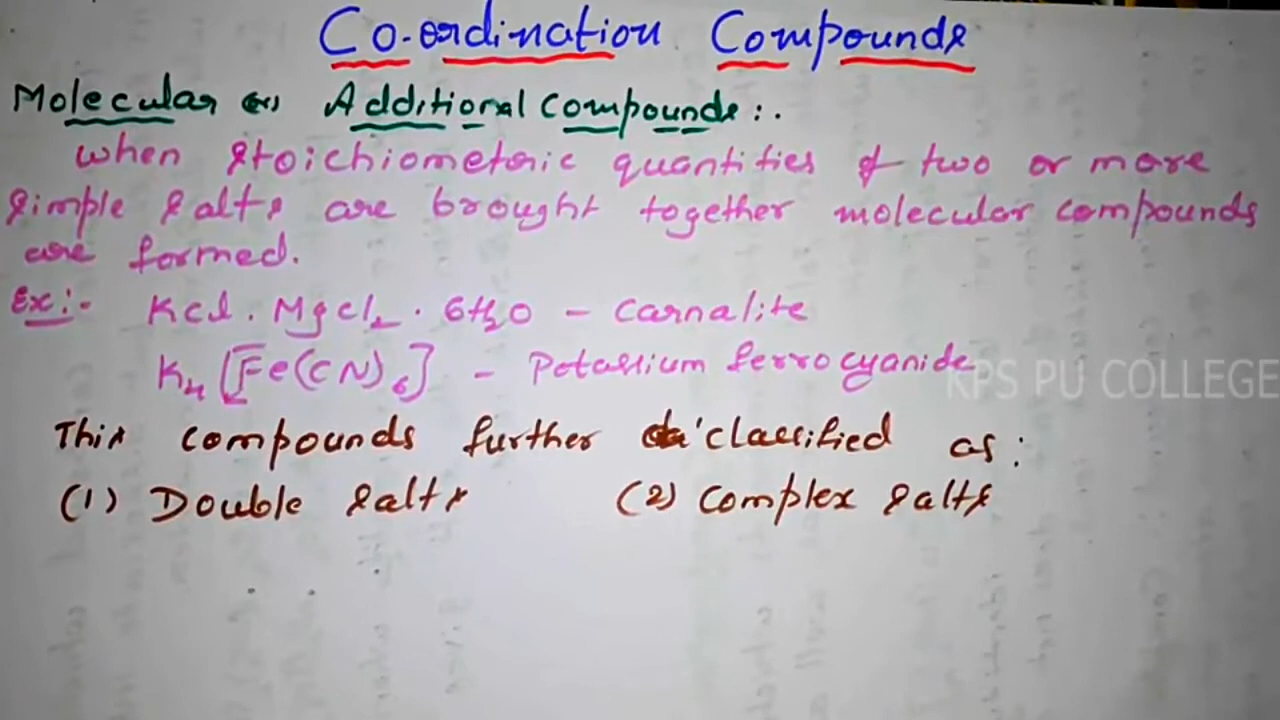 Co-ordination Compounds
Molecular (or) Additional compounds:.
when stoichiometric quantities of two or more
simple salts are brought together molecular compounds
are formed.
Ex:- KCl . MgCl₂ . 6H₂O - Carnalite
K₄ [Fe(CN)₆] - Potassium ferrocyanide
KPS PU COLLEGE
This compounds further classified as:
(1) Double salts (2) Complex salts